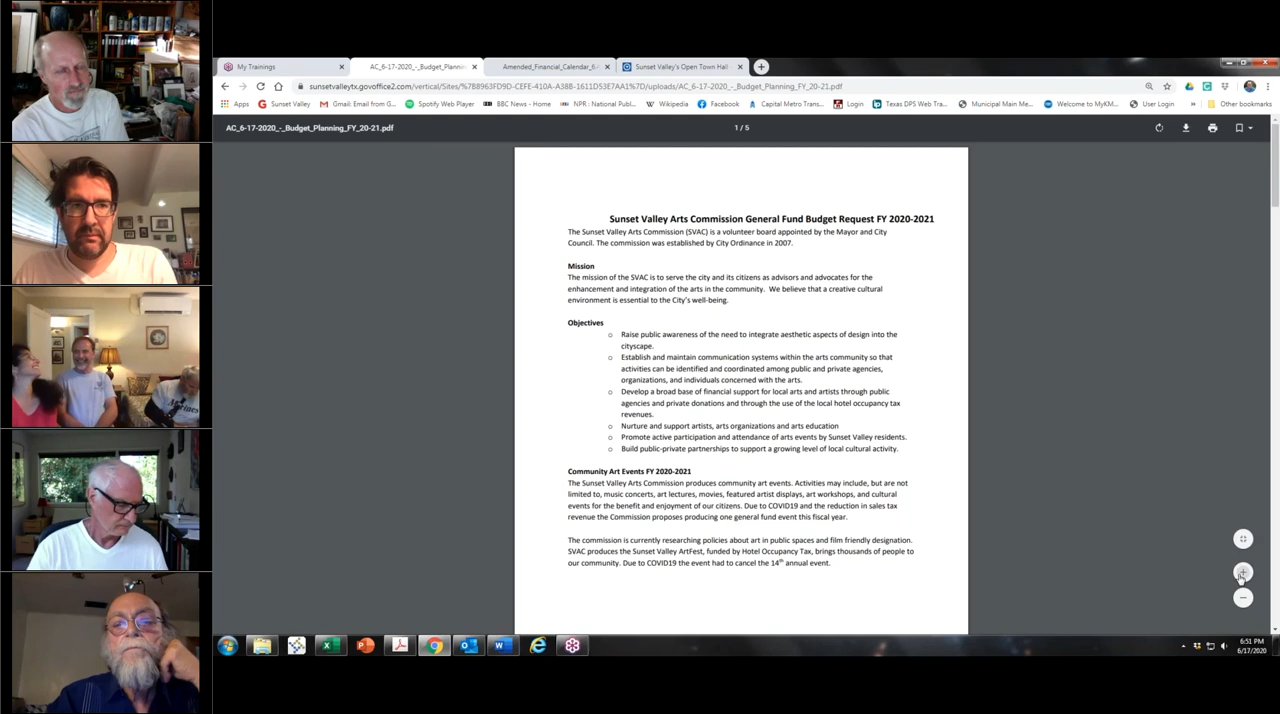 My Trainings
AC_6-17-2020_-_Budget_Plannin
Amended_Financial_Calendar_6.
Sunset Valley's Open Town Hall
sunsetvalleytx.govoffice2.com/vertical/Sites/%7B8963FD9D-CEFE-410A-A38B-1611D53E7AA1%7D/uploads/AC_6-17-2020_-_Budget_Planning_FY_20-21.pdf
Apps
Sunset Valley
Gmail: Email from G...
Spotify Web Player
BBC News - Home
NPR : National Publ...
Wikipedia
Facebook
Capital Metro Trans...
Login
Texas DPS Web Tra...
Municipal Main Me...
Welcome to MyKM...
User Login
»
Other bookmarks
AC_6-17-2020_-_Budget_Planning_FY_20-21.pdf
1 / 5
Sunset Valley Arts Commission General Fund Budget Request FY 2020-2021
The Sunset Valley Arts Commission (SVAC) is a volunteer board appointed by the Mayor and City
Council. The commission was established by City Ordinance in 2007.
Mission
The mission of the SVAC is to serve the city and its citizens as advisors and advocates for the
enhancement and integration of the arts in the community. We believe that a creative cultural
environment is essential to the City's well-being.
Objectives
o Raise public awareness of the need to integrate aesthetic aspects of design into the
cityscape.
o Establish and maintain communication systems within the arts community so that
activities can be identified and coordinated among public and private agencies,
organizations, and individuals concerned with the arts.
o Develop a broad base of financial support for local arts and artists through public
agencies and private donations and through the use of the local hotel occupancy tax
revenues.
o Nurture and support artists, arts organizations and arts education
o Promote active participation and attendance of arts events by Sunset Valley residents.
o Build public-private partnerships to support a growing level of local cultural activity.
Community Art Events FY 2020-2021
The Sunset Valley Arts Commission produces community art events. Activities may include, but are not
limited to, music concerts, art lectures, movies, featured artist displays, art workshops, and cultural
events for the benefit and enjoyment of our citizens. Due to COVID19 and the reduction in sales tax
revenue the Commission proposes producing one general fund event this fiscal year.
The commission is currently researching policies about art in public spaces and film friendly designation.
SVAC produces the Sunset Valley ArtFest, funded by Hotel Occupancy Tax, brings thousands of people to
our community. Due to COVID19 the event had to cancel the 14th annual event.
6:51 PM
6/17/2020